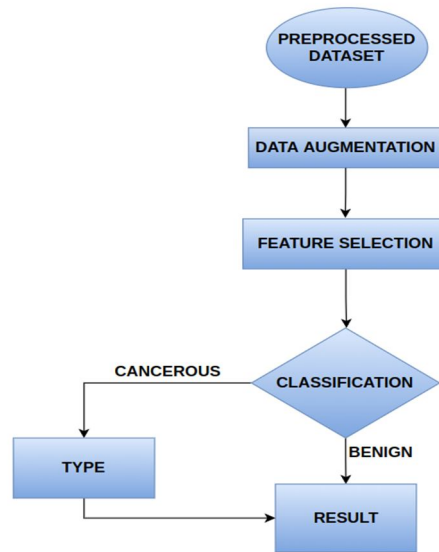 PREPROCESSED
DATASET
DATA AUGMENTATION
FEATURE SELECTION
CLASSIFICATION
CANCEROUS
BENIGN
TYPE
RESULT